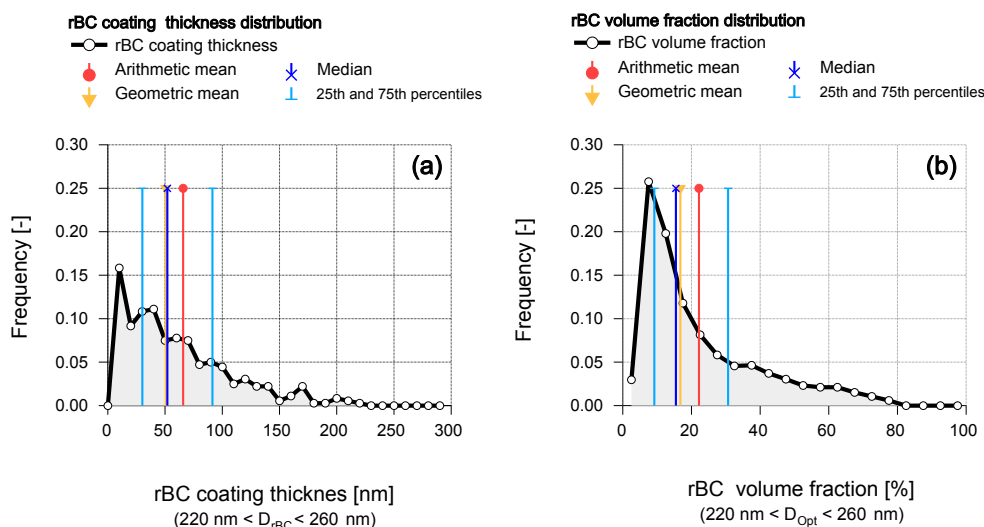 rBC coating thickness distribution
rBC coating thickness
Arithmetic mean
Median
Geometric mean
25th and 75th percentiles
(a)
Frequency [-]
0.30
0.25
0.20
0.15
0.10
0.05
0.00
0 50 100 150 200 250 300
rBC coating thicknes [nm]
(220 nm < DrBC < 260 nm)
rBC volume fraction distribution
rBC volume fraction
Arithmetic mean
Median
Geometric mean
25th and 75th percentiles
(b)
Frequency [-]
0.30
0.25
0.20
0.15
0.10
0.05
0.00
0 20 40 60 80 100
rBC volume fraction [%]
(220 nm < DOpt < 260 nm)